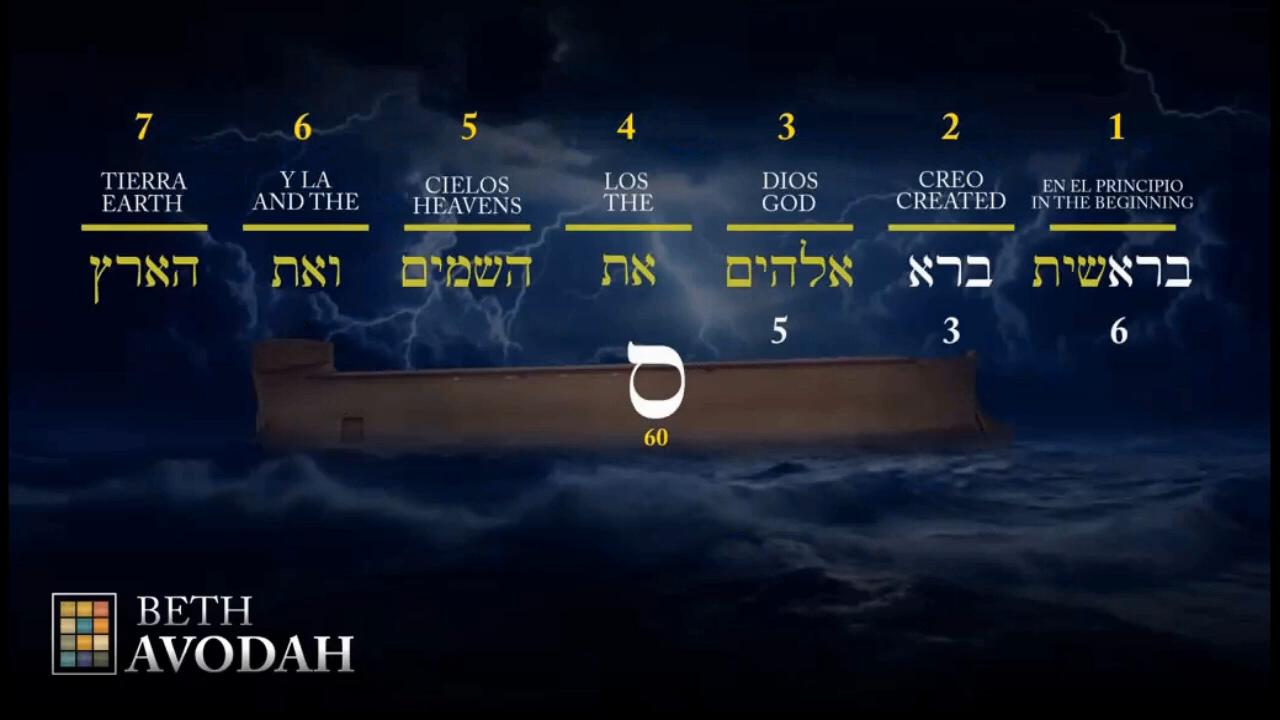 7 6 5 4 3 2 1
TIERRA Y LA CIELOS LOS DIOS CREO EN EL PRINCIPIO
EARTH AND THE HEAVENS THE GOD CREATED IN THE BEGINNING
בראשית ברא אלהים את השמים ואת הארץ
5 3 6
ס
60
BETH
AVODAH